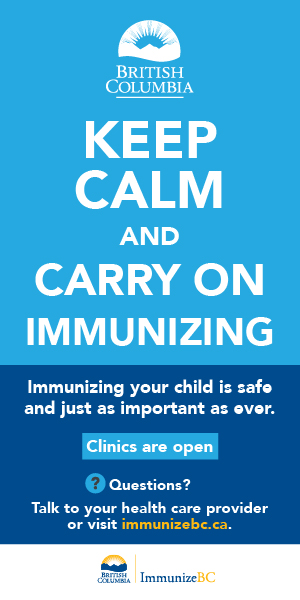 BRITISH
COLUMBIA
KEEP
CALM
AND
CARRY ON
IMMUNIZING
Immunizing your child is safe
and just as important as ever.
Clinics are open
? Questions?
Talk to your health care provider
or visit immunizebc.ca.
BRITISH
COLUMBIA
ImmunizeBC